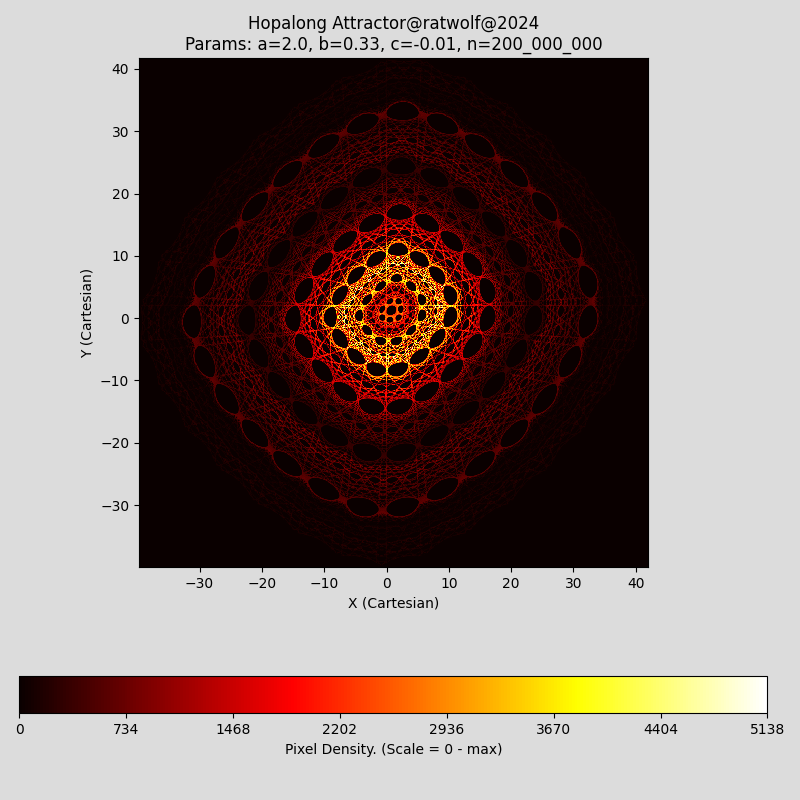 Hopalong Attractor@ratwolf@2024
Params: a=2.0, b=0.33, c=-0.01, n=200_000_000
40
30
20
10
0
−10
−20
−30
Y (Cartesian)
−30 −20 −10 0 10 20 30 40
X (Cartesian)
0 734 1468 2202 2936 3670 4404 5138
Pixel Density. (Scale = 0 - max)